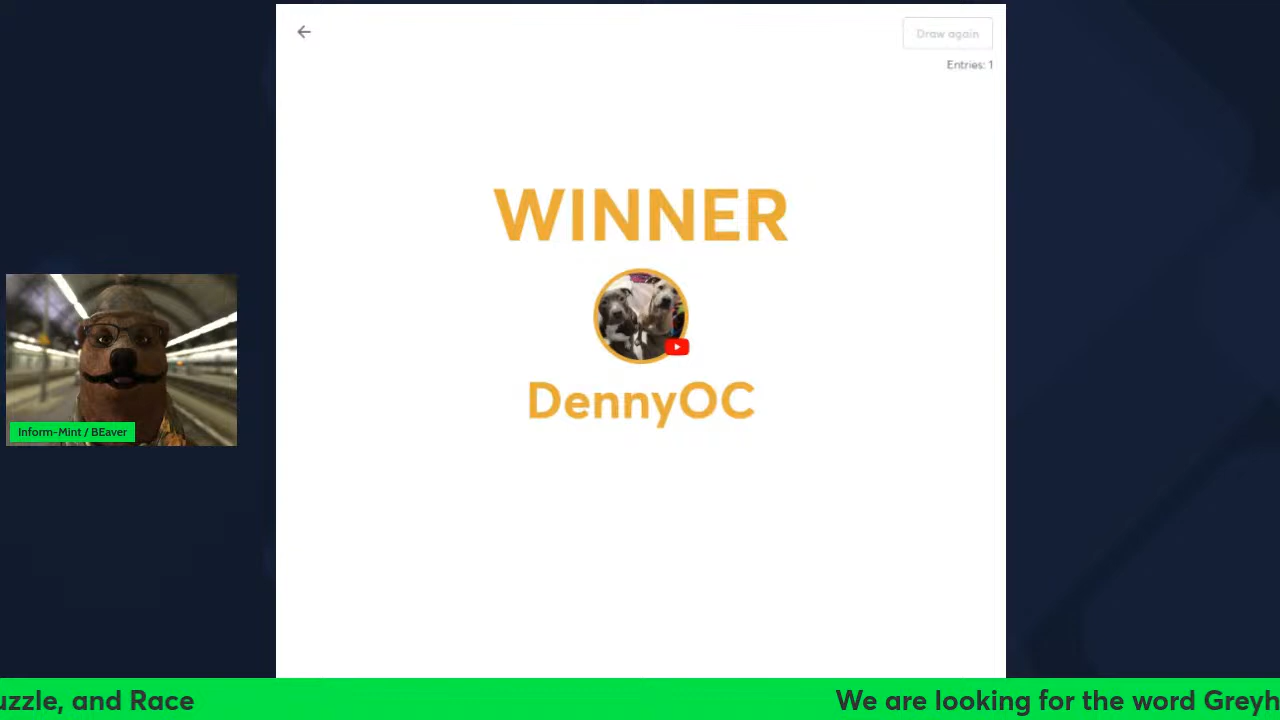 Draw again
Entries: 1
WINNER
DennyOC
Inform-Mint / BEaver
uzzle, and Race
We are looking for the word Greyh